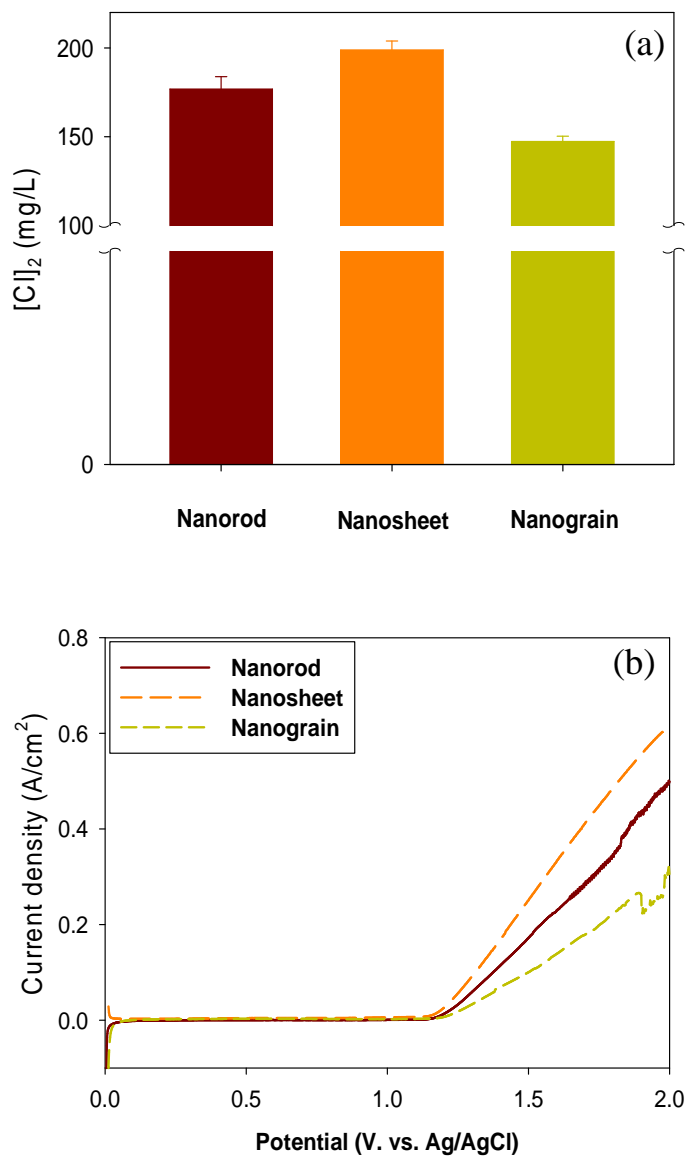 (a)
200
150
100
0
[Cl]₂ (mg/L)
Nanorod Nanosheet Nanograin
(b)
Nanorod
Nanosheet
Nanograin
0.8
0.6
0.4
0.2
0.0
Current density (A/cm²)
0.0 0.5 1.0 1.5 2.0
Potential (V. vs. Ag/AgCl)